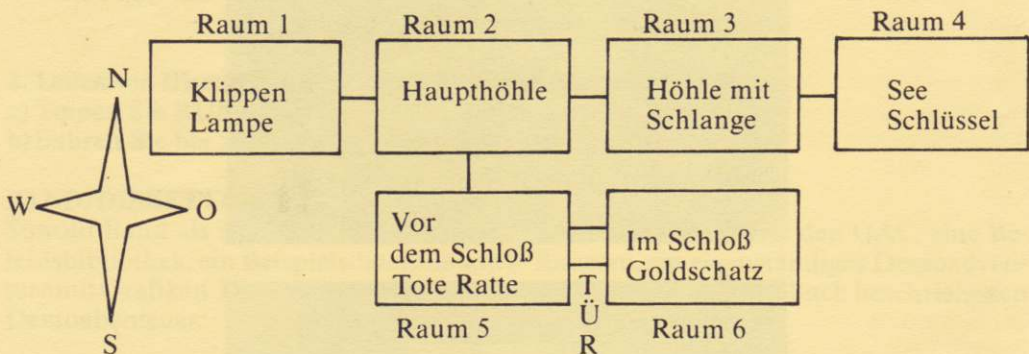 Raum 1
Raum 2
Raum 3
Raum 4
N
W
O
S
Klippen
Lampe
Haupthöhle
Höhle mit
Schlange
See
Schlüssel
Vor
dem Schloß
Tote Ratte
Im Schloß
Goldschatz
TÜR
Raum 5
Raum 6